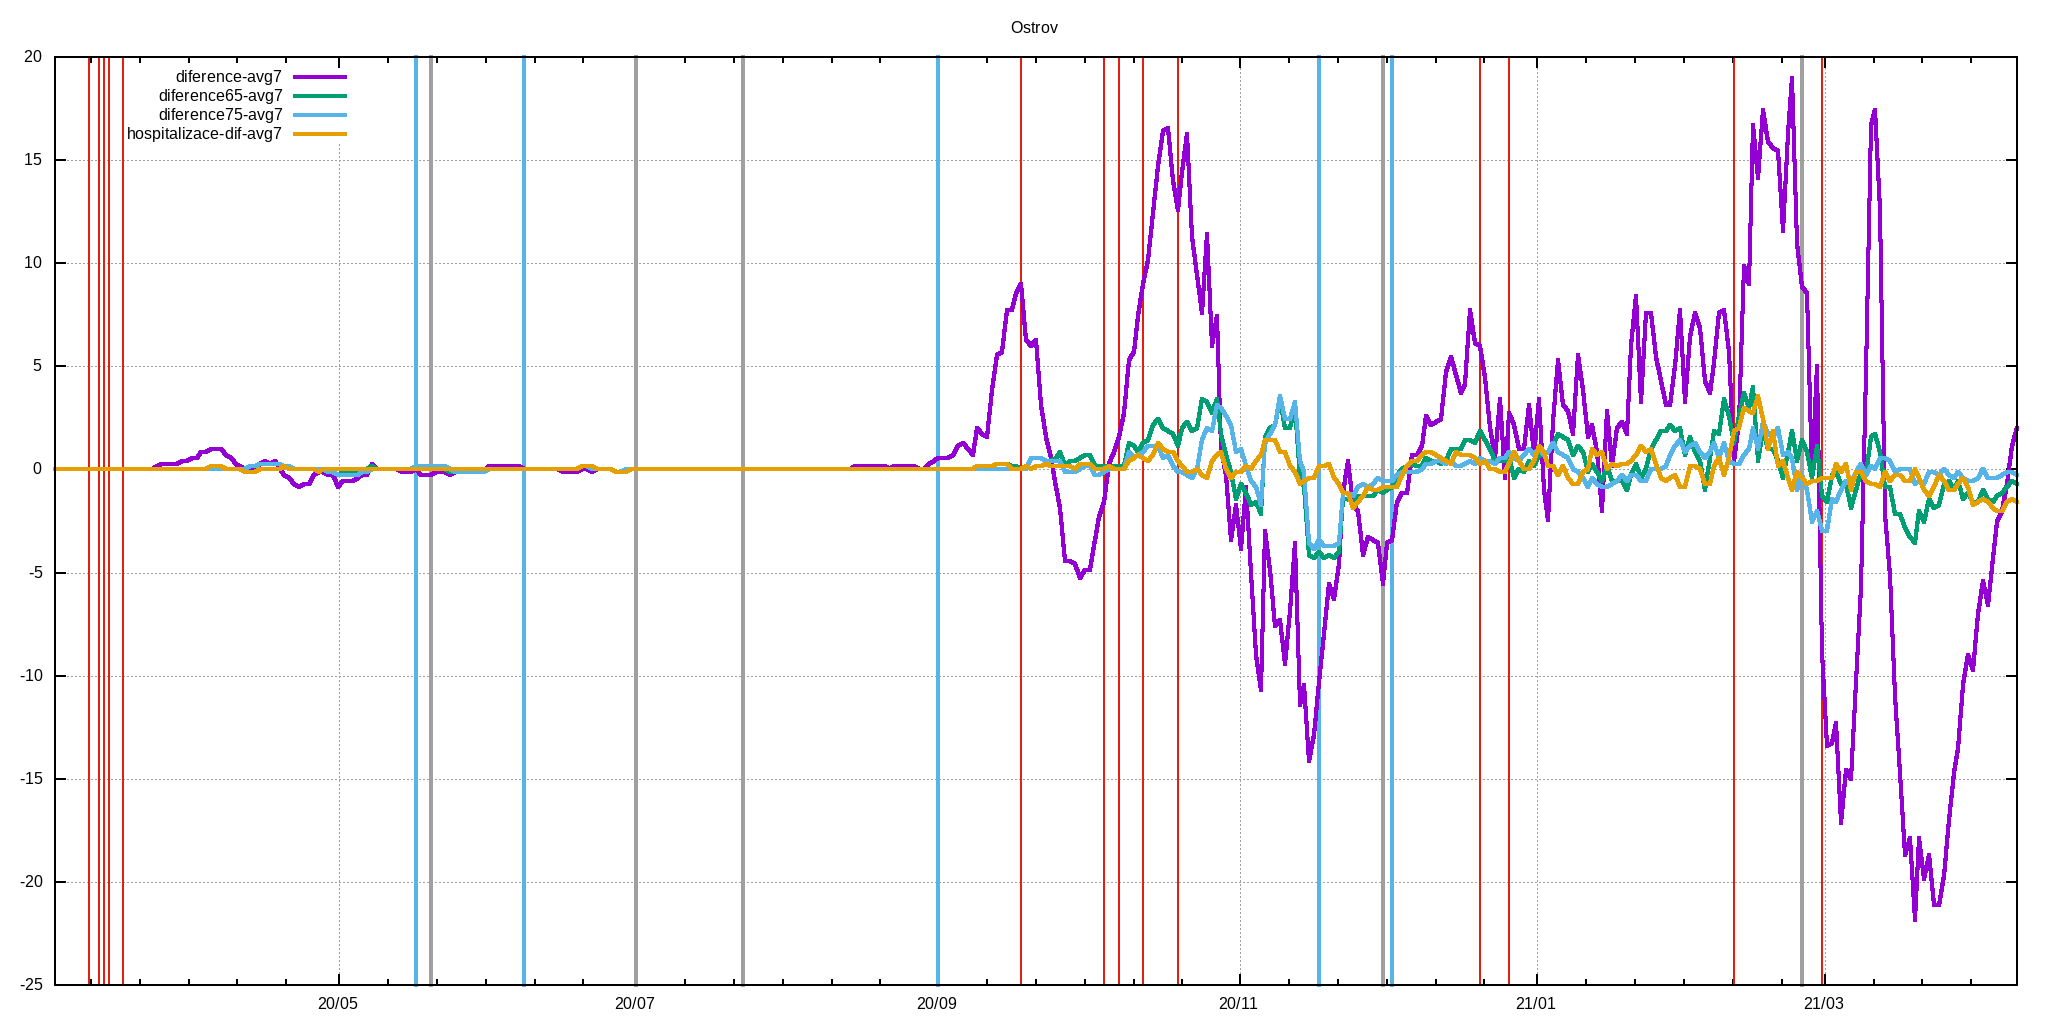 Ostrov
diference-avg7
diference65-avg7
diference75-avg7
hospitalizace-dif-avg7
20
15
10
5
0
-5
-10
-15
-20
-25
20/05 20/07 20/09 20/11 21/01 21/03